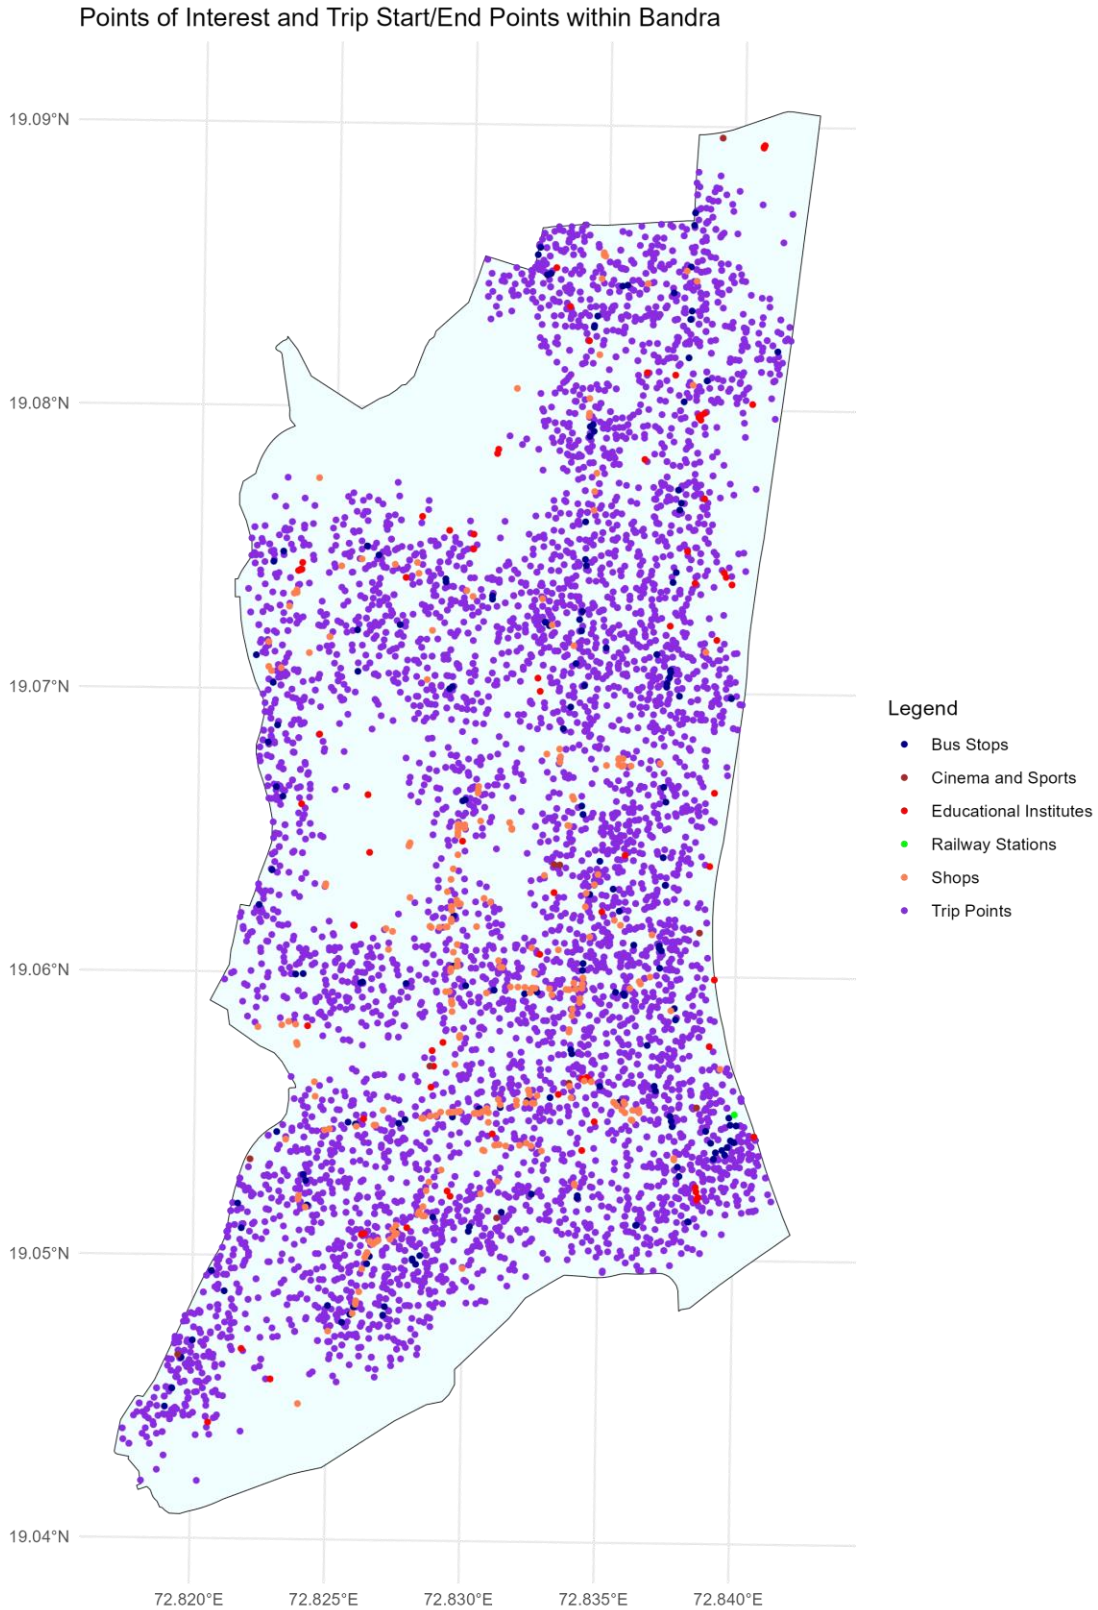 Points of Interest and Trip Start/End Points within Bandra
19.09°N
19.08°N
19.07°N
19.06°N
19.05°N
19.04°N
72.820°E
72.825°E
72.830°E
72.835°E
72.840°E
Legend
Bus Stops
Cinema and Sports
Educational Institutes
Railway Stations
Shops
Trip Points